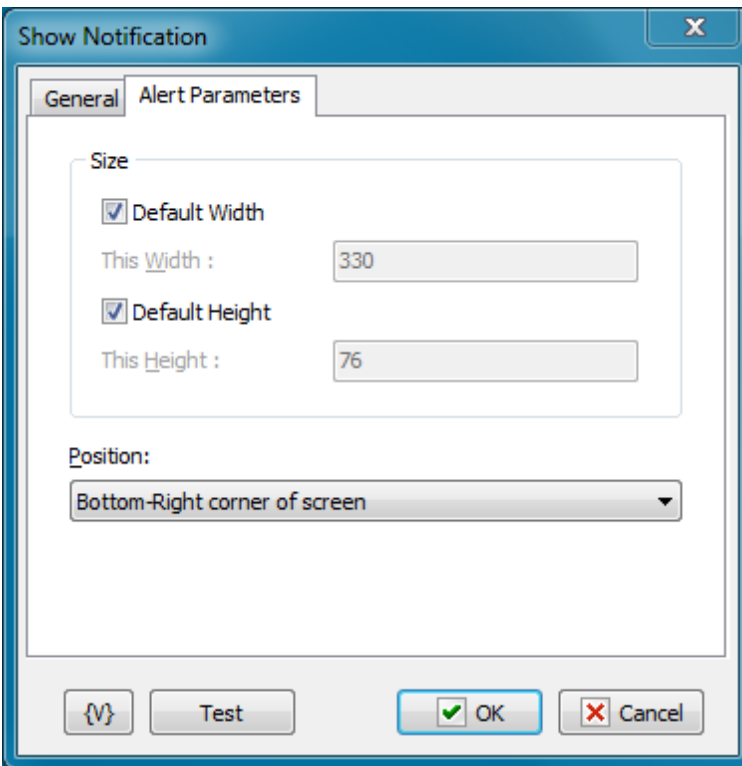 Show Notification
General Alert Parameters
Size
Default Width
This Width : 330
Default Height
This Height : 76
Position:
Bottom-Right corner of screen
{V} Test OK Cancel